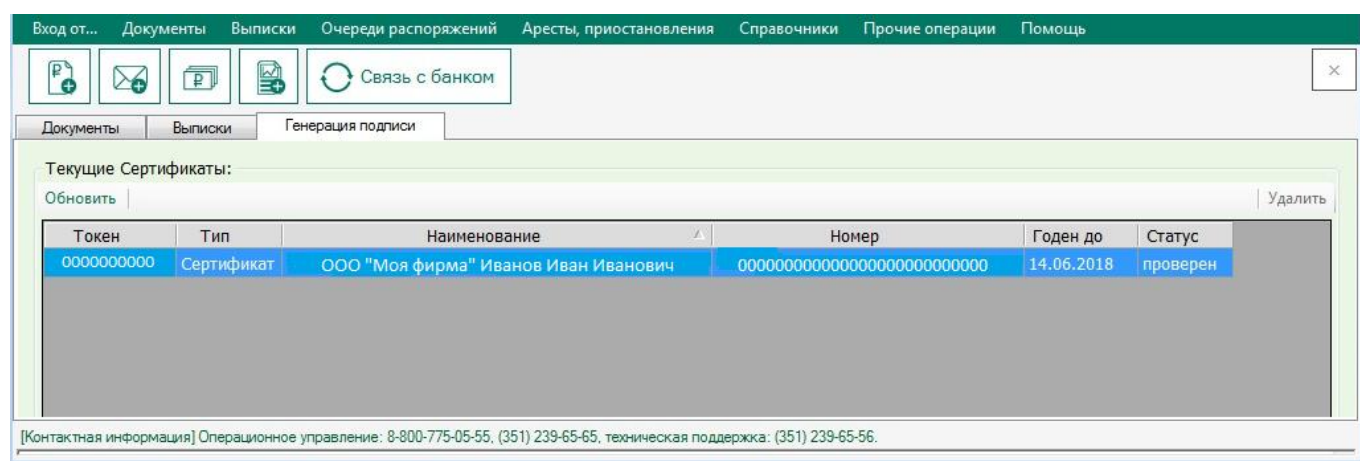 Вход от... Документы Выписки Очереди распоряжений Аресты, приостановления Справочники Прочие операции Помощь
Связь с банком
Документы Выписки Генерация подписи
Текущие Сертификаты:
Обновить Удалить
Токен Тип Наименование Номер Годен до Статус
0000000000 Сертификат ООО "Моя фирма" Иванов Иван Иванович 0000000000000000000000000000 14.06.2018 проверен
[Контактная информация] Операционное управление: 8-800-775-05-55, (351) 239-65-65, техническая поддержка: (351) 239-65-56.